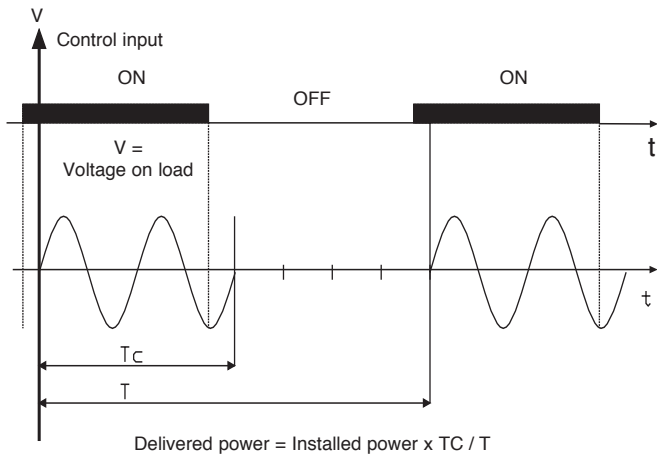 V
Control input
ON
OFF
ON
t
V =
Voltage on load
t
Tc
T
Delivered power = Installed power x TC / T